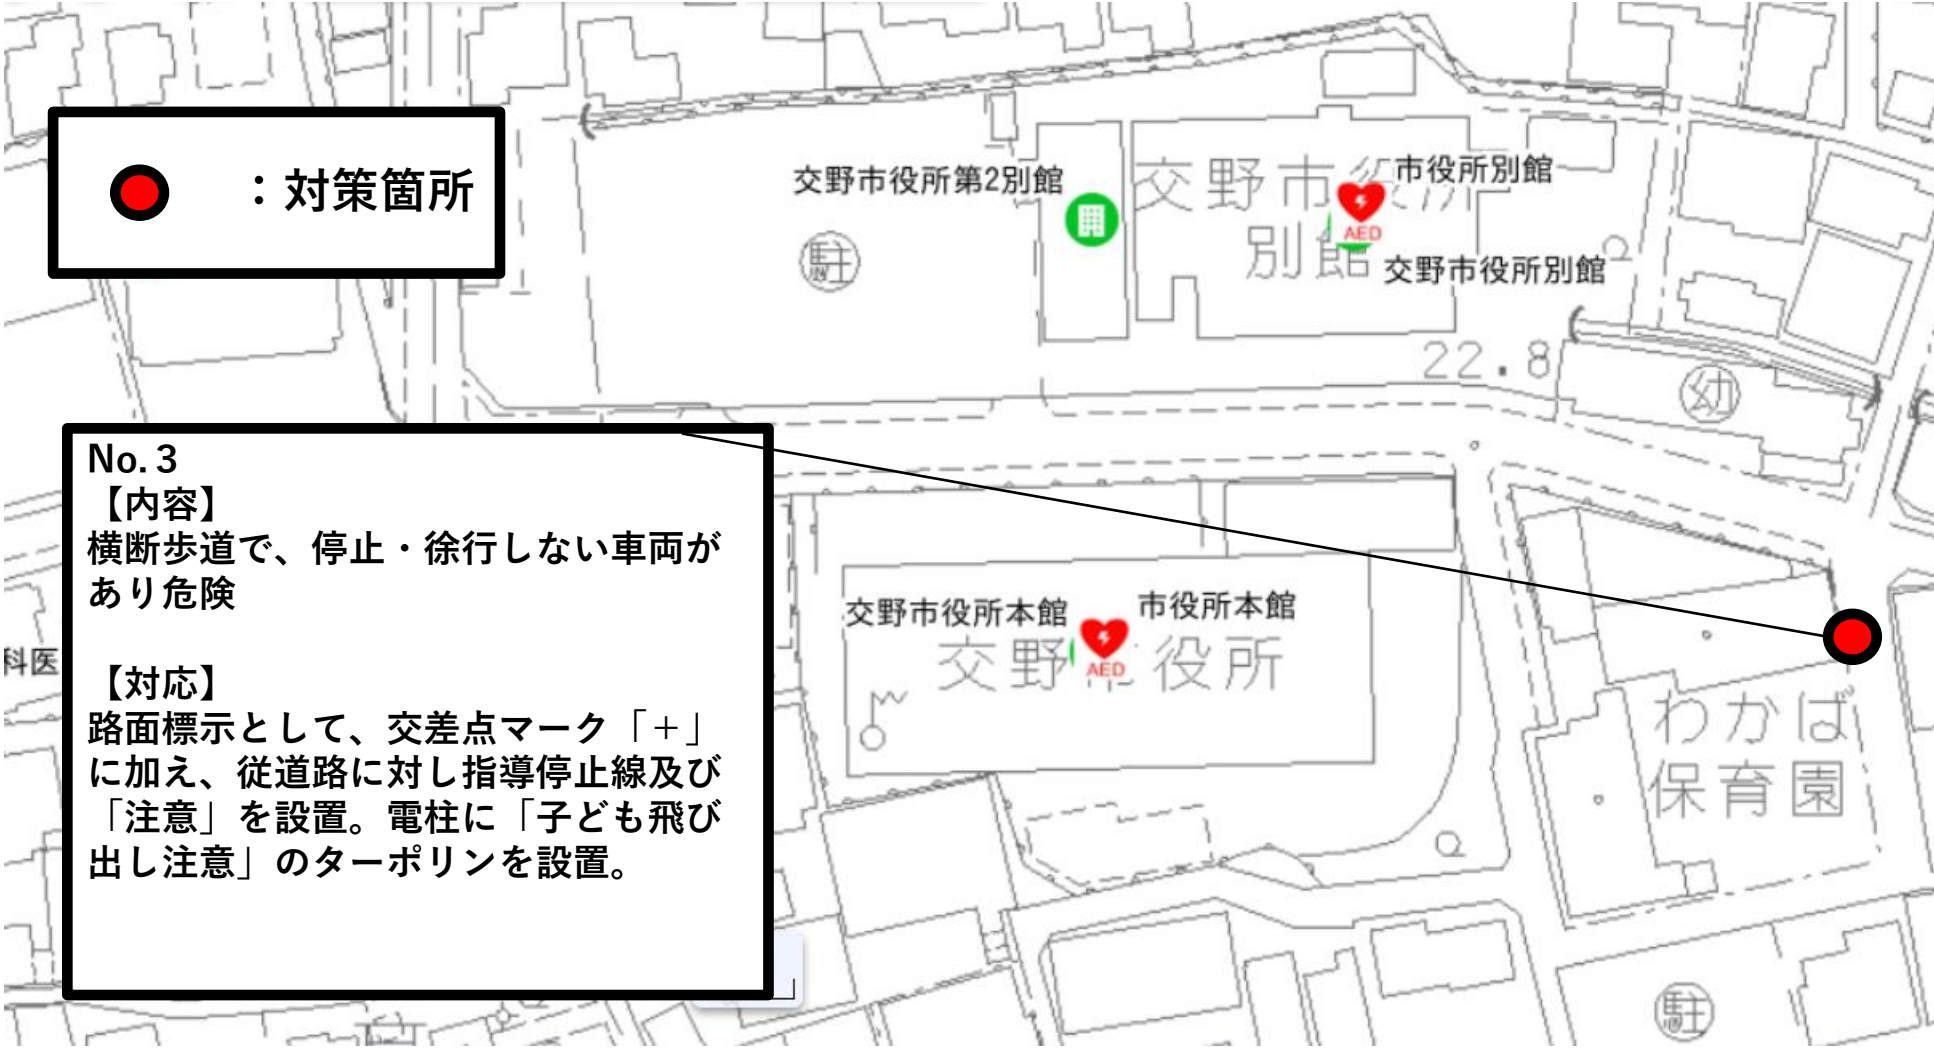 ：対策箇所
交野市役所第2別館
交野市役所
別館
市役所別館
AED
交野市役所別館
駐
22.8
幼
No.3
【内容】
横断歩道で、停止・徐行しない車両が
あり危険
【対応】
路面標示として、交差点マーク「＋」
に加え、従道路に対し指導停止線及び
「注意」を設置。電柱に「子ども飛び
出し注意」のターポリンを設置。
交野市役所本館
市役所本館
AED
交野市役所
科医
わかば
保育園
駐